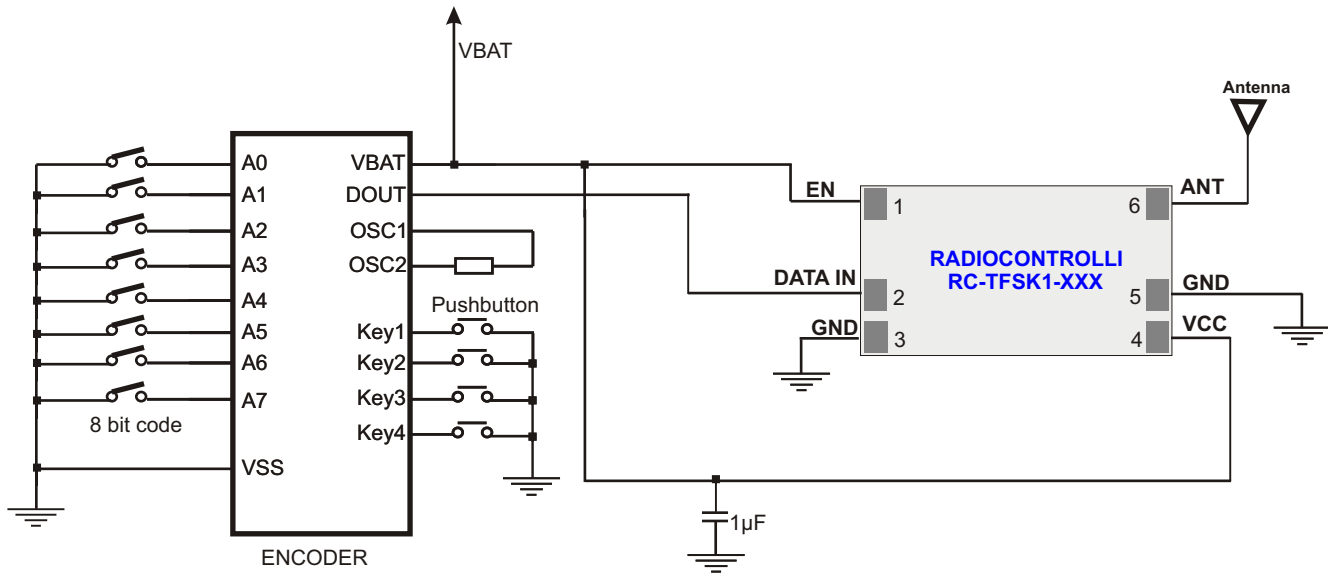 VBAT
Antenna
A0
A1
A2
A3
A4
A5
A6
A7
VSS
8 bit code
VBAT
DOUT
OSC1
OSC2
Key1
Key2
Key3
Key4
Pushbutton
ENCODER
EN
DATA IN
GND
1
2
3
RADIOCONTROLLI
RC-TFSK1-XXX
6
5
4
ANT
GND
VCC
1µF